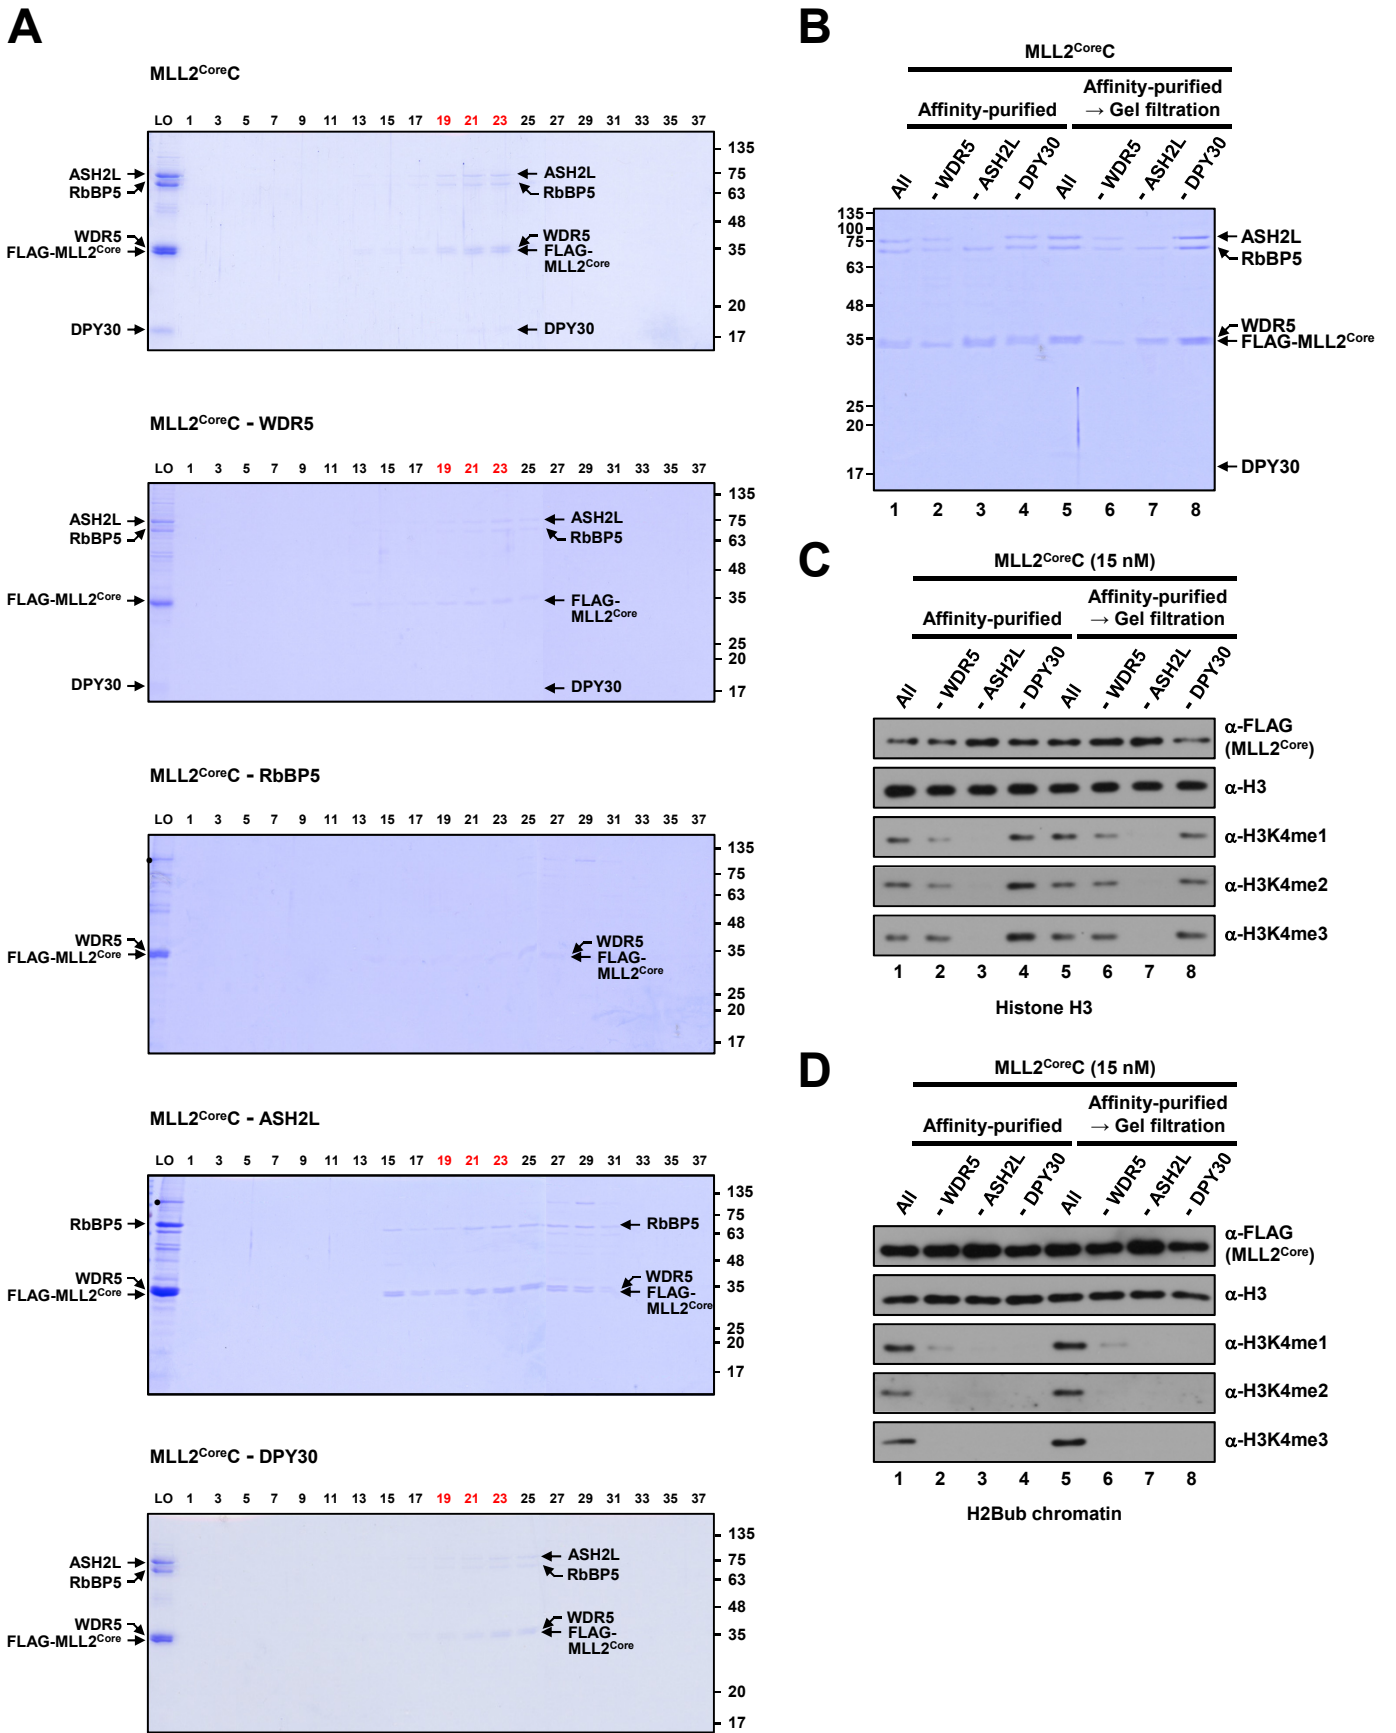 A
MLL2CoreC
LO 1 3 5 7 9 11 13 15 17 19 21 23 25 27 29 31 33 35 37
ASH2L
RbBP5
WDR5
FLAG-MLL2Core
DPY30
ASH2L
RbBP5
WDR5
FLAG-
MLL2Core
DPY30
135
75
63
48
35
20
17
MLL2CoreC - WDR5
LO 1 3 5 7 9 11 13 15 17 19 21 23 25 27 29 31 33 35 37
ASH2L
RbBP5
FLAG-MLL2Core
DPY30
ASH2L
RbBP5
FLAG-
MLL2Core
DPY30
135
75
63
48
35
25
20
17
MLL2CoreC - RbBP5
LO 1 3 5 7 9 11 13 15 17 19 21 23 25 27 29 31 33 35 37
WDR5
FLAG-MLL2Core
WDR5
FLAG-
MLL2Core
135
75
63
48
35
25
20
17
MLL2CoreC - ASH2L
LO 1 3 5 7 9 11 13 15 17 19 21 23 25 27 29 31 33 35 37
RbBP5
WDR5
FLAG-MLL2Core
RbBP5
WDR5
FLAG-
MLL2Core
135
75
63
48
35
25
20
17
MLL2CoreC - DPY30
LO 1 3 5 7 9 11 13 15 17 19 21 23 25 27 29 31 33 35 37
ASH2L
RbBP5
WDR5
FLAG-MLL2Core
ASH2L
RbBP5
WDR5
FLAG-
MLL2Core
135
75
63
48
35
20
17
B
MLL2CoreC
Affinity-purified
Affinity-purified
→ Gel filtration
All - WDR5 - ASH2L - DPY30 All - WDR5 - ASH2L - DPY30
135
100
75
63
48
35
25
20
17
ASH2L
RbBP5
WDR5
FLAG-MLL2Core
DPY30
1 2 3 4 5 6 7 8
C
MLL2CoreC (15 nM)
Affinity-purified
Affinity-purified
→ Gel filtration
All - WDR5 - ASH2L - DPY30 All - WDR5 - ASH2L - DPY30
α-FLAG
(MLL2Core)
α-H3
α-H3K4me1
α-H3K4me2
α-H3K4me3
1 2 3 4 5 6 7 8
Histone H3
D
MLL2CoreC (15 nM)
Affinity-purified
Affinity-purified
→ Gel filtration
All - WDR5 - ASH2L - DPY30 All - WDR5 - ASH2L - DPY30
α-FLAG
(MLL2Core)
α-H3
α-H3K4me1
α-H3K4me2
α-H3K4me3
1 2 3 4 5 6 7 8
H2Bub chromatin